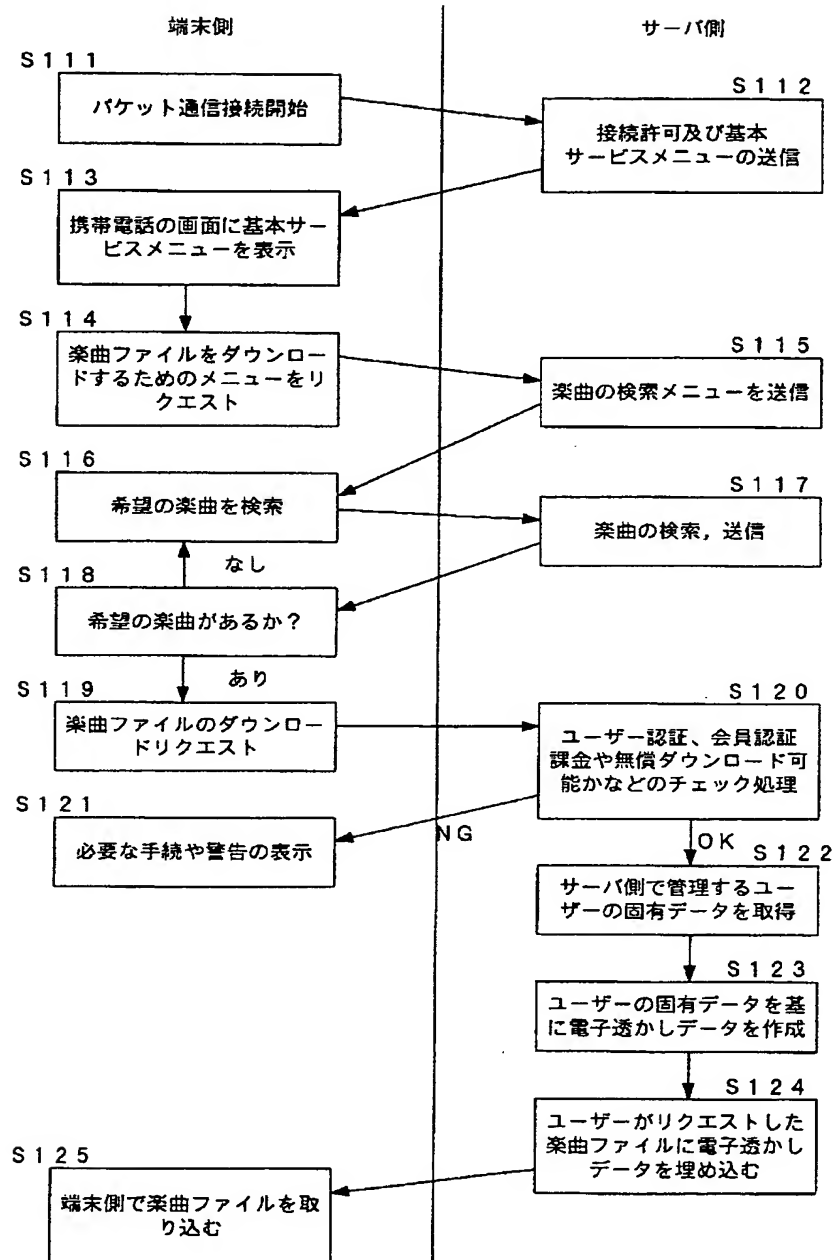 端末側
サーバ側
S111
パケット通信接続開始
S112
接続許可及び基本
サービスメニューの送信
S113
携帯電話の画面に基本サー
ビスメニューを表示
S114
楽曲ファイルをダウンロー
ドするためのメニューをリ
クエスト
S115
楽曲の検索メニューを送信
S116
希望の楽曲を検索
S117
楽曲の検索，送信
なし
S118
希望の楽曲があるか？
あり
S119
楽曲ファイルのダウンロー
ドリクエスト
S120
ユーザー認証、会員認証
課金や無償ダウンロード可
能かなどのチェック処理
S121
必要な手続や警告の表示
NG
OK
S122
サーバ側で管理するユー
ザーの固有データを取得
S123
ユーザーの固有データを基
に電子透かしデータを作成
S124
ユーザーがリクエストした
楽曲ファイルに電子透かし
データを埋め込む
S125
端末側で楽曲ファイルを取
り込む